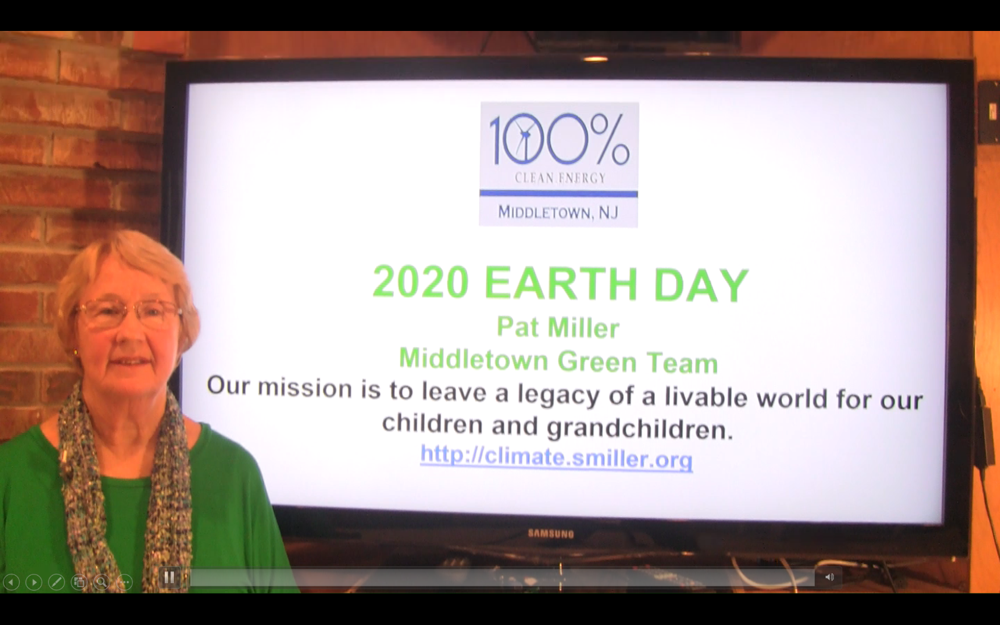 100%
CLEAN ENERGY
MIDDLETOWN, NJ
2020 EARTH DAY
Pat Miller
Middletown Green Team
Our mission is to leave a legacy of a livable world for our
children and grandchildren.
http://climate.smiller.org
SAMSUNG